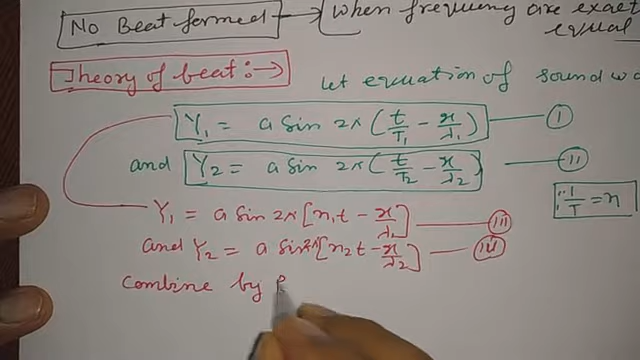 No Beat formed → When frequency are exact
equal
Theory of beat:→ let equation of sound wa
Y₁ = a sin 2π (t/T₁ - x/λ₁) — I
and Y₂ = a sin 2π (t/T₂ - x/λ₂) — II
∵ 1/T = n
Y₁ = a sin 2π [n₁t - x/λ₁] — III
and Y₂ = a sin 2π [n₂t - x/λ₂] — IV
Combine by